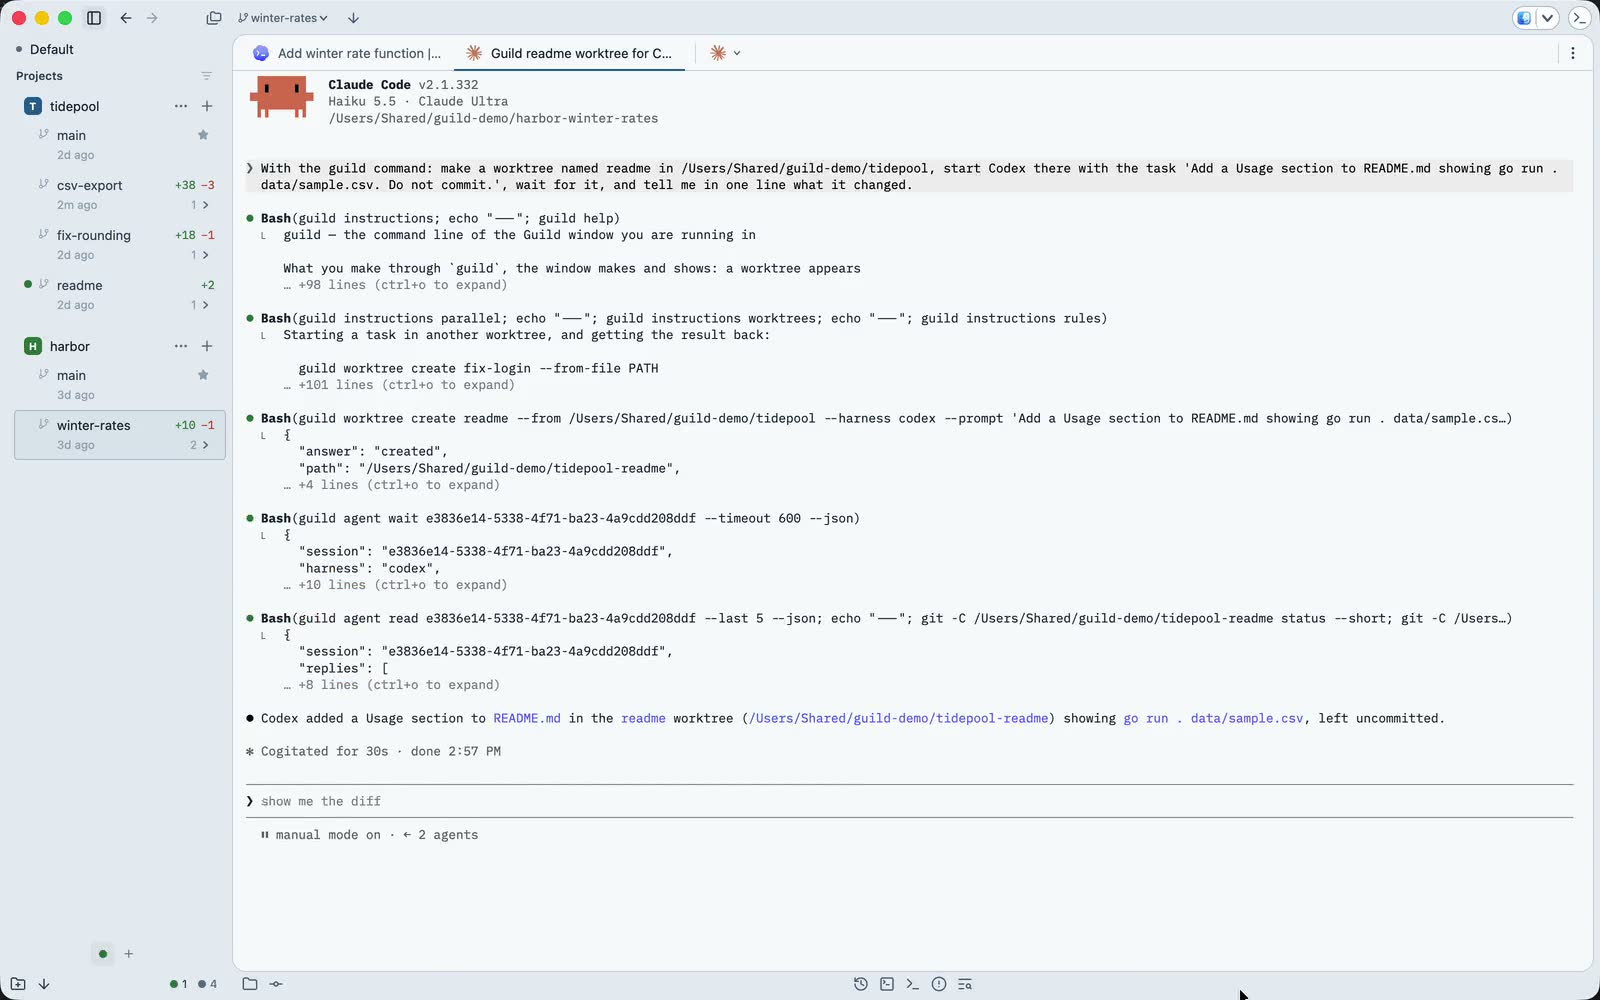 winter-rates
Default
Projects
T tidepool
main
2d ago
csv-export +38 −3
2m ago 1
fix-rounding +18 −1
2d ago 1
readme +2
2d ago 1
H harbor
main
3d ago
winter-rates +10 −1
3d ago 2
1 4
Add winter rate function |...
Guild readme worktree for C...
Claude Code v2.1.332
Haiku 5.5 · Claude Ultra
/Users/Shared/guild-demo/harbor-winter-rates
❯ With the guild command: make a worktree named readme in /Users/Shared/guild-demo/tidepool, start Codex there with the task 'Add a Usage section to README.md showing go run .
data/sample.csv. Do not commit.', wait for it, and tell me in one line what it changed.
● Bash(guild instructions; echo "———"; guild help)
└ guild — the command line of the Guild window you are running in
What you make through `guild`, the window makes and shows: a worktree appears
… +98 lines (ctrl+o to expand)
● Bash(guild instructions parallel; echo "———"; guild instructions worktrees; echo "———"; guild instructions rules)
└ Starting a task in another worktree, and getting the result back:
guild worktree create fix-login --from-file PATH
… +101 lines (ctrl+o to expand)
● Bash(guild worktree create readme --from /Users/Shared/guild-demo/tidepool --harness codex --prompt 'Add a Usage section to README.md showing go run . data/sample.cs…)
└ {
"answer": "created",
"path": "/Users/Shared/guild-demo/tidepool-readme",
… +4 lines (ctrl+o to expand)
● Bash(guild agent wait e3836e14-5338-4f71-ba23-4a9cdd208ddf --timeout 600 --json)
└ {
"session": "e3836e14-5338-4f71-ba23-4a9cdd208ddf",
"harness": "codex",
… +10 lines (ctrl+o to expand)
● Bash(guild agent read e3836e14-5338-4f71-ba23-4a9cdd208ddf --last 5 --json; echo "———"; git -C /Users/Shared/guild-demo/tidepool-readme status --short; git -C /Users…)
└ {
"session": "e3836e14-5338-4f71-ba23-4a9cdd208ddf",
"replies": [
… +8 lines (ctrl+o to expand)
● Codex added a Usage section to README.md in the readme worktree (/Users/Shared/guild-demo/tidepool-readme) showing go run . data/sample.csv, left uncommitted.
✻ Cogitated for 30s · done 2:57 PM
❯ show me the diff
⏸ manual mode on · ← 2 agents